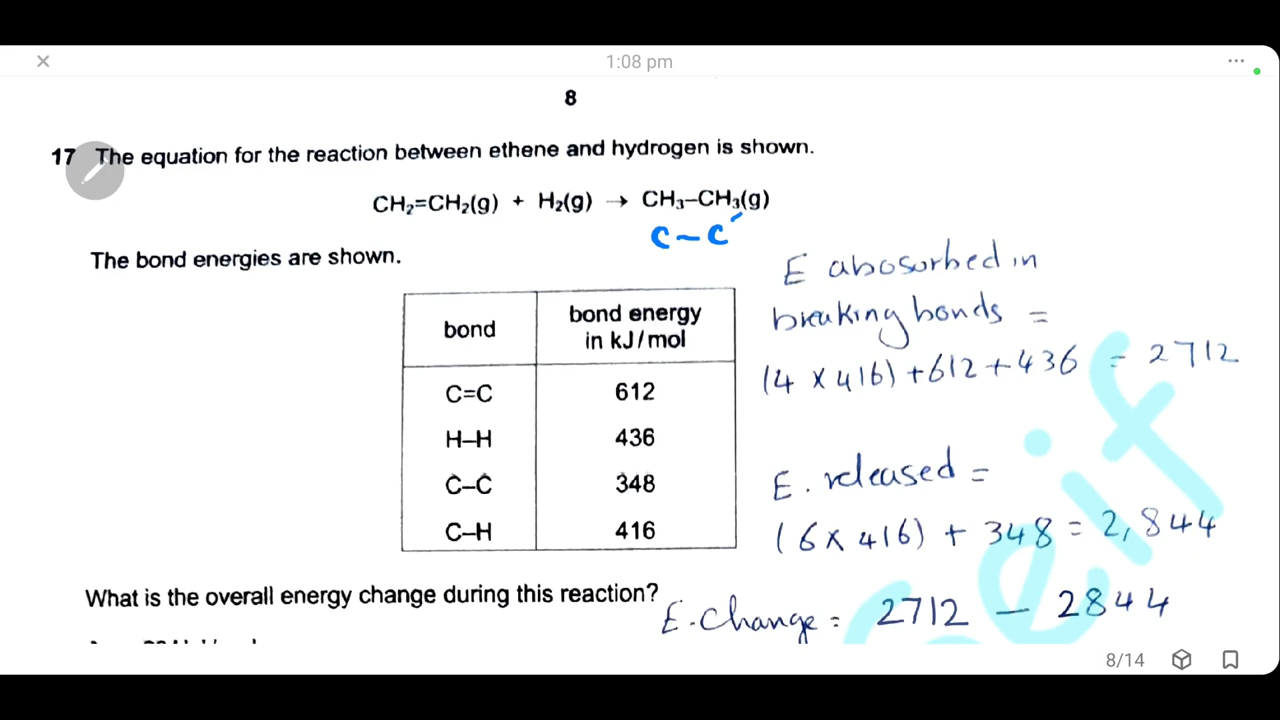 1:08 pm
8
17 The equation for the reaction between ethene and hydrogen is shown.
CH₂=CH₂(g) + H₂(g) → CH₃–CH₃(g)
C – C
The bond energies are shown.
bond
bond energy
in kJ/mol
C=C 612
H–H 436
C–C 348
C–H 416
E abosorbed in
breaking bonds =
(4 × 416) + 612 + 436 = 2712
E. released =
(6 × 416) + 348 = 2,844
What is the overall energy change during this reaction?
E. Change = 2712 – 2844
8/14